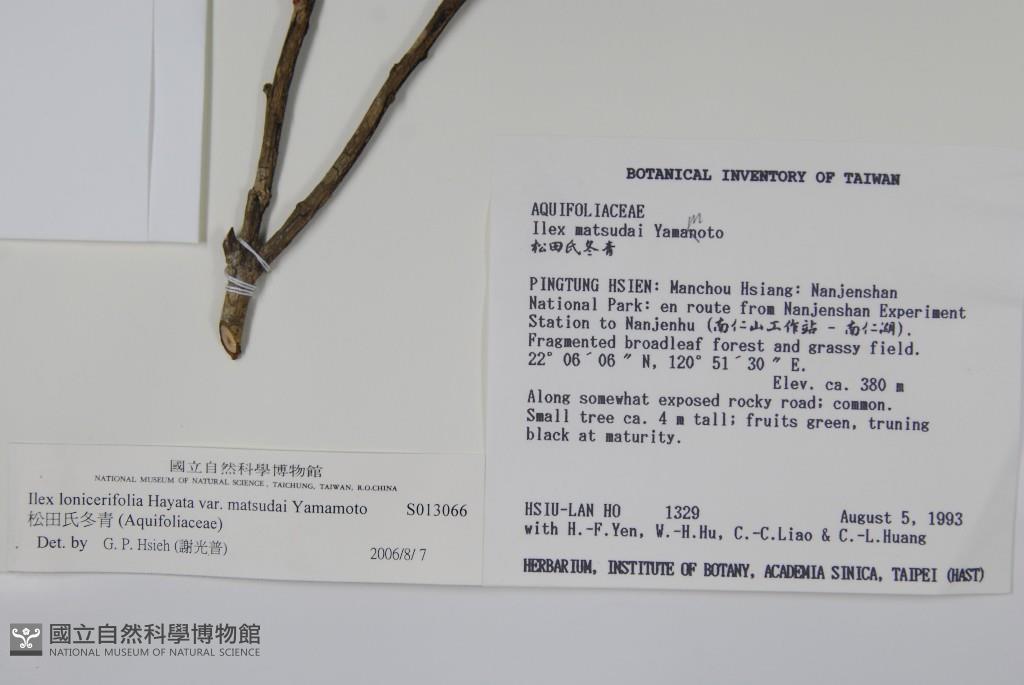 BOTANICAL INVENTORY OF TAIWAN
AQUIFOLIACEAE
m
Ilex matsudai Yamanoto
松田氏冬青
PINGTUNG HSIEN: Manchou Hsiang: Nanjenshan
National Park: en route from Nanjenshan Experiment
Station to Nanjenhu (南仁山工作站 - 南仁湖).
Fragmented broadleaf forest and grassy field.
22° 06′06 ″ N, 120° 51′30 ″ E.
Elev. ca. 380 m
Along somewhat exposed rocky road; common.
Small tree ca. 4 m tall; fruits green, truning
black at maturity.
HSIU-LAN HO 1329 August 5, 1993
with H.-F.Yen, W.-H.Hu, C.-C.Liao & C.-L.Huang
HERBARIUM, INSTITUTE OF BOTANY, ACADEMIA SINICA, TAIPEI (HAST)
國立自然科學博物館
NATIONAL MUSEUM OF NATURAL SCIENCE, TAICHUNG, TAIWAN, R.O.CHINA
Ilex lonicerifolia Hayata var. matsudai Yamamoto S013066
松田氏冬青 (Aquifoliaceae)
Det. by G. P. Hsieh (謝光普) 2006/8/ 7
國立自然科學博物館
NATIONAL MUSEUM OF NATURAL SCIENCE